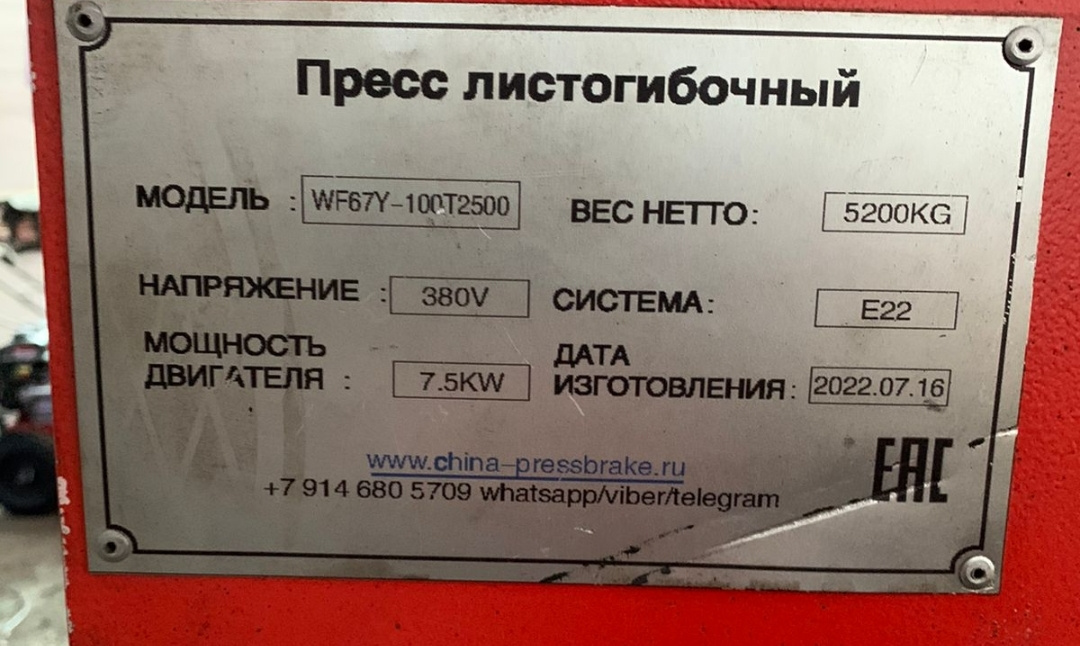 Пресс листогибочный
МОДЕЛЬ : WF67Y-100T2500 ВЕС НЕТТО: 5200KG
НАПРЯЖЕНИЕ : 380V СИСТЕМА: E22
МОЩНОСТЬ ДВИГАТЕЛЯ : 7.5KW ДАТА ИЗГОТОВЛЕНИЯ: 2022.07.16
www.china-pressbrake.ru
+7 914 680 5709 whatsapp/viber/telegram
EAC